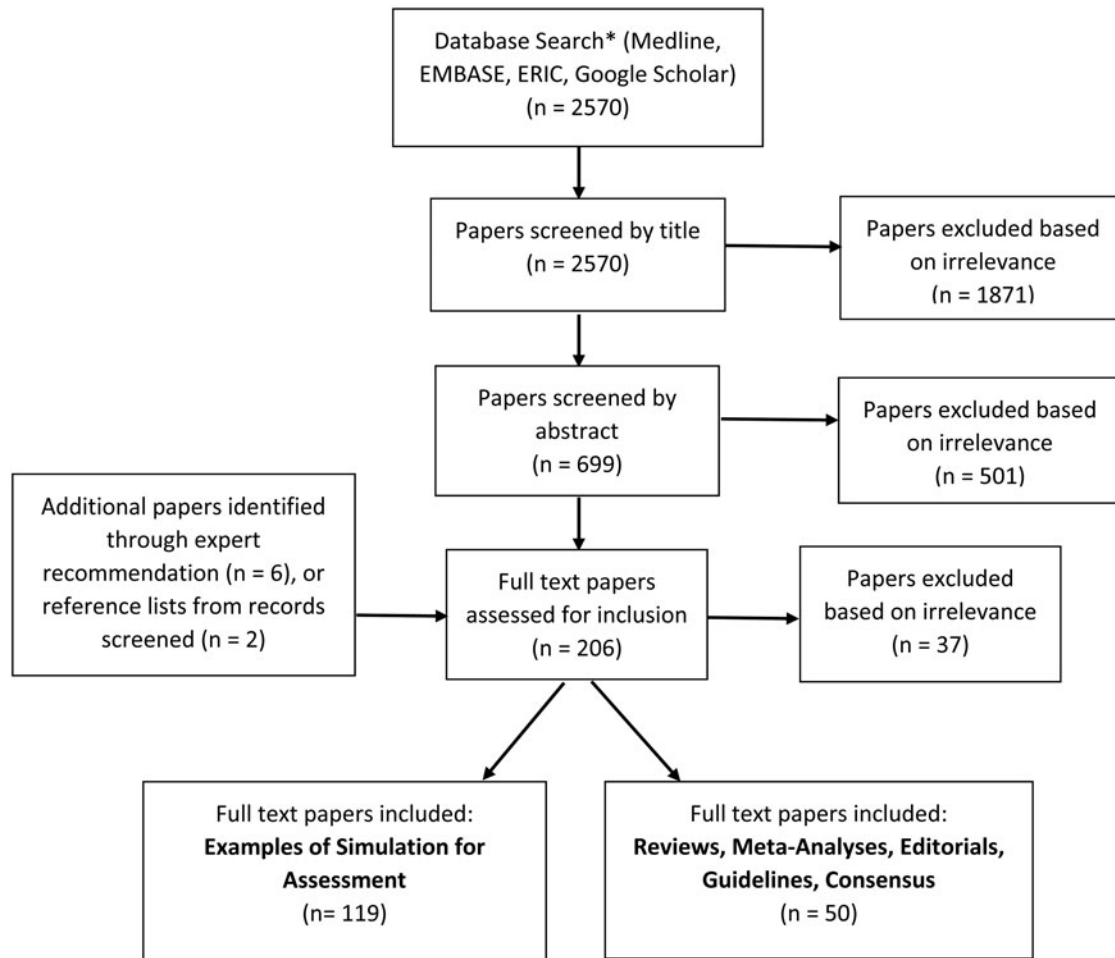 Database Search* (Medline,
EMBASE, ERIC, Google Scholar)
(n = 2570)
Papers screened by title
(n = 2570)
Papers excluded based
on irrelevance
(n = 1871)
Papers screened by
abstract
(n = 699)
Papers excluded based
on irrelevance
(n = 501)
Additional papers identified
through expert
recommendation (n = 6), or
reference lists from records
screened (n = 2)
Full text papers
assessed for inclusion
(n = 206)
Papers excluded
based on irrelevance
(n = 37)
Full text papers included:
Examples of Simulation for
Assessment
(n= 119)
Full text papers included:
Reviews, Meta-Analyses, Editorials,
Guidelines, Consensus
(n = 50)